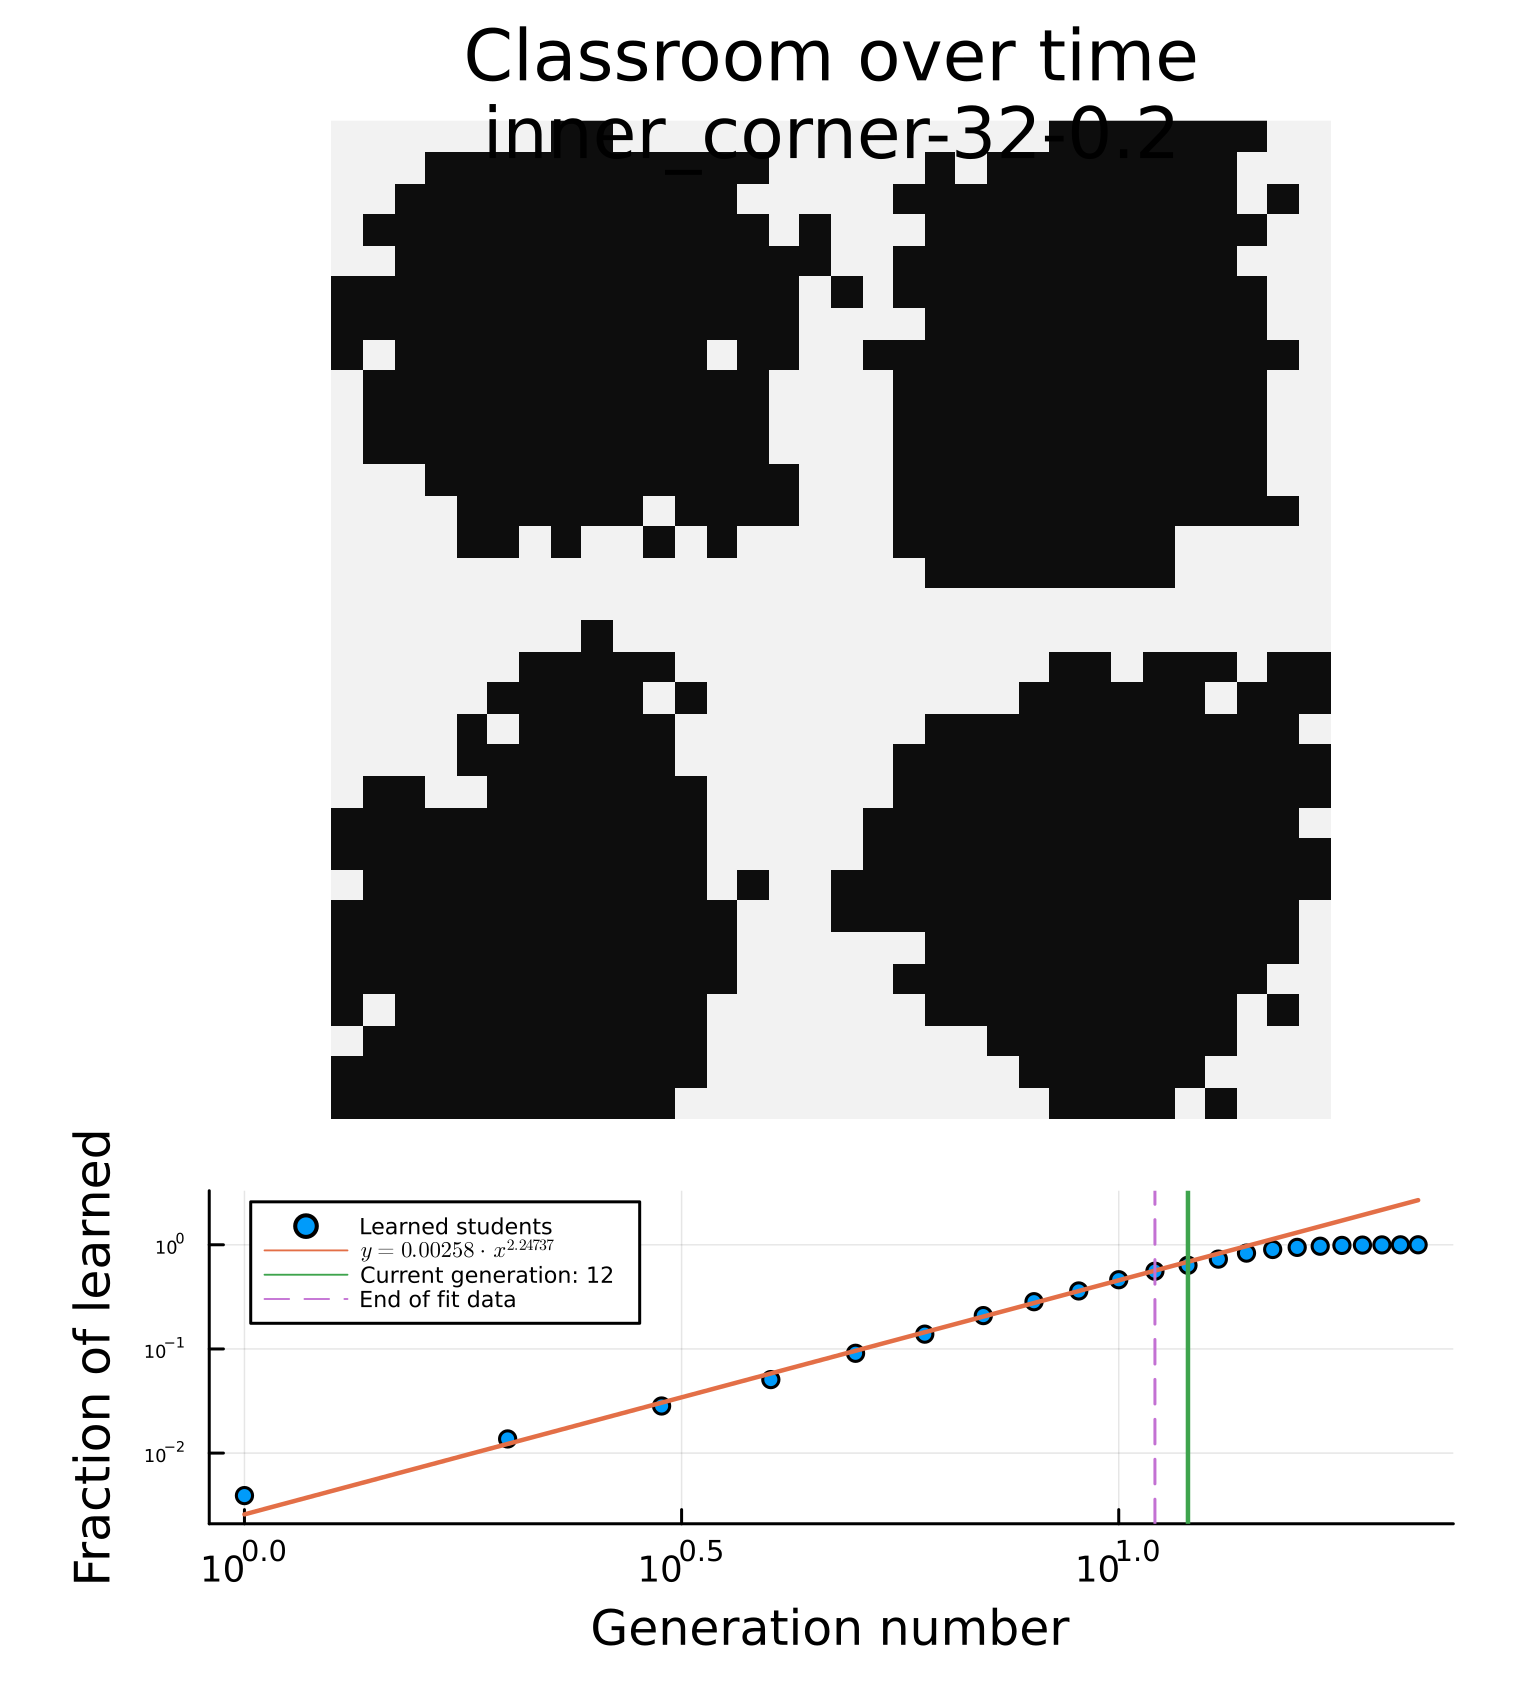 Classroom over time
inner_corner-32-0.2
Fraction of learned
10^0
10^-1
10^-2
Learned students
y = 0.00258 · x^2.24737
Current generation: 12
End of fit data
10^0.0 10^0.5 10^1.0
Generation number